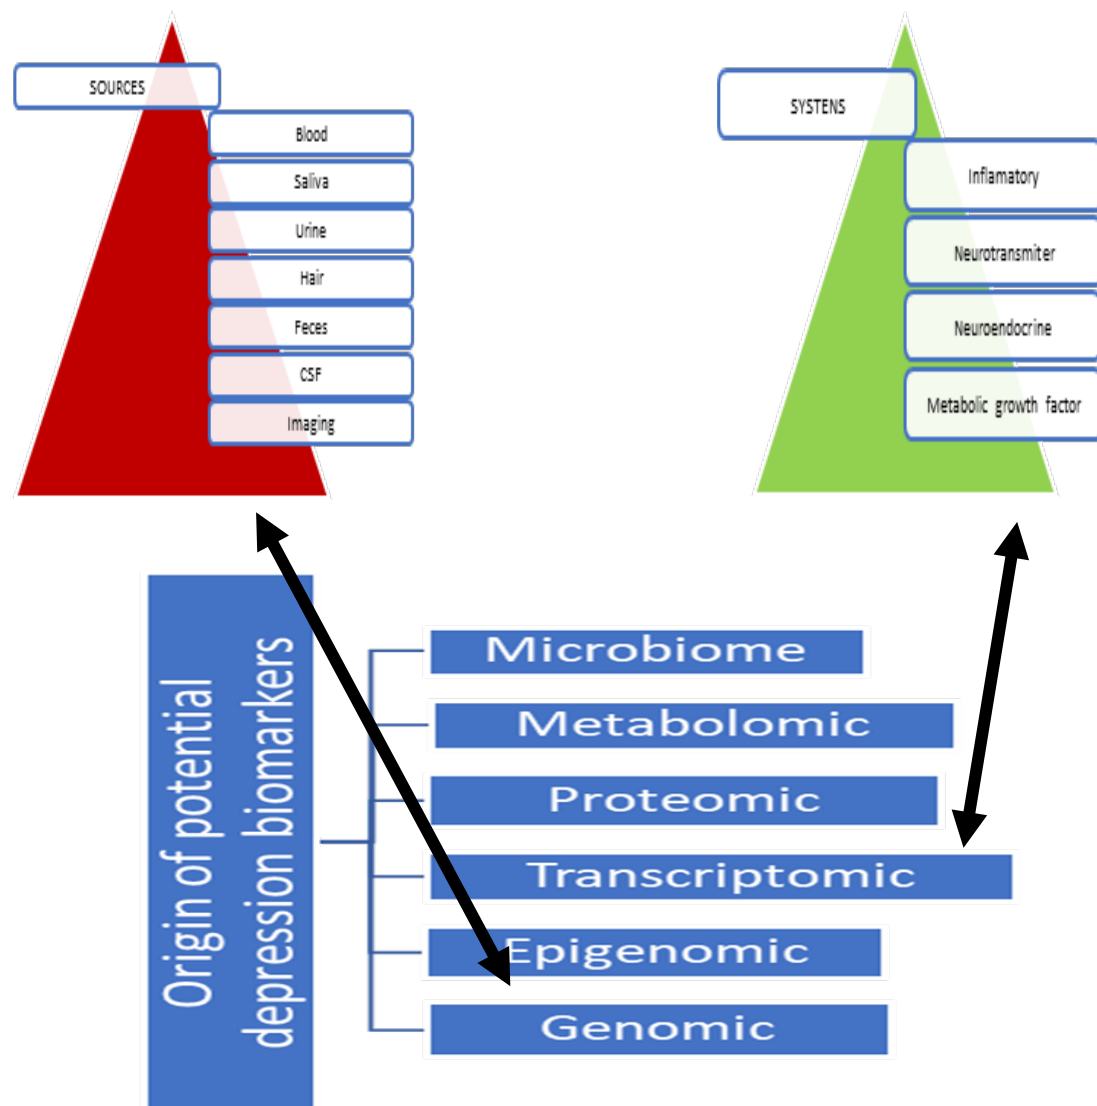 SOURCES
Blood
Saliva
Urine
Hair
Feces
CSF
Imaging
SYSTENS
Inflamatory
Neurotransmiter
Neuroendocrine
Metabolic growth factor
Origin of potential
depression biomarkers
Microbiome
Metabolomic
Proteomic
Transcriptomic
Epigenomic
Genomic